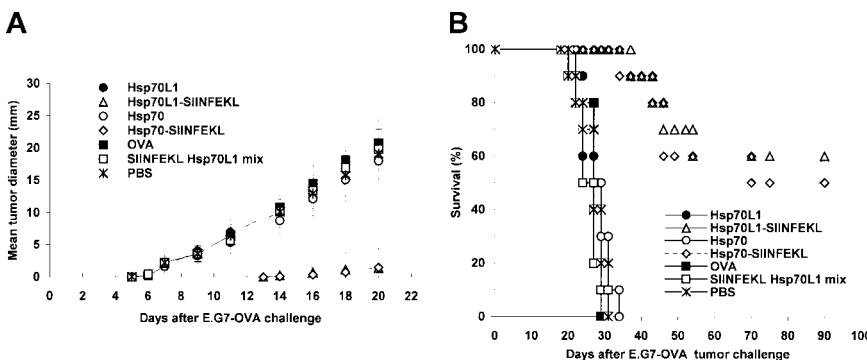 A
B
Mean tumor diameter (mm)
30
25
20
15
10
5
0
4
6
8
10
12
14
16
18
20
22
Days after E.G7-OVA challenge
Hsp70L1
Hsp70L1-SIINFEKL
Hsp70
Hsp70-SIINFEKL
OVA
SIINFEKL Hsp70L1 mix
PBS
Survival (%)
100
80
60
40
20
0
0
10
20
30
40
50
60
70
80
90
100
Days after E.G7-OVA tumor challenge
Hsp70L1
Hsp70L1-SIINFEKL
Hsp70
Hsp70-SIINFEKL
OVA
SIINFEKL Hsp70L1 mix
PBS